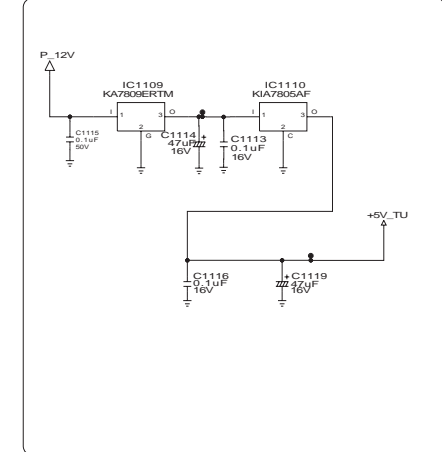 P_12V
IC1109
KA7809ERTM
I 1 3 O
2
G
C1115
0.1uF
50V
C1114
47uF
16V
+
C1113
0.1uF
16V
IC1110
KIA7805AF
I 1 3 O
2
C
+5V_TU
C1116
0.1uF
16V
+
C1119
47uF
16V